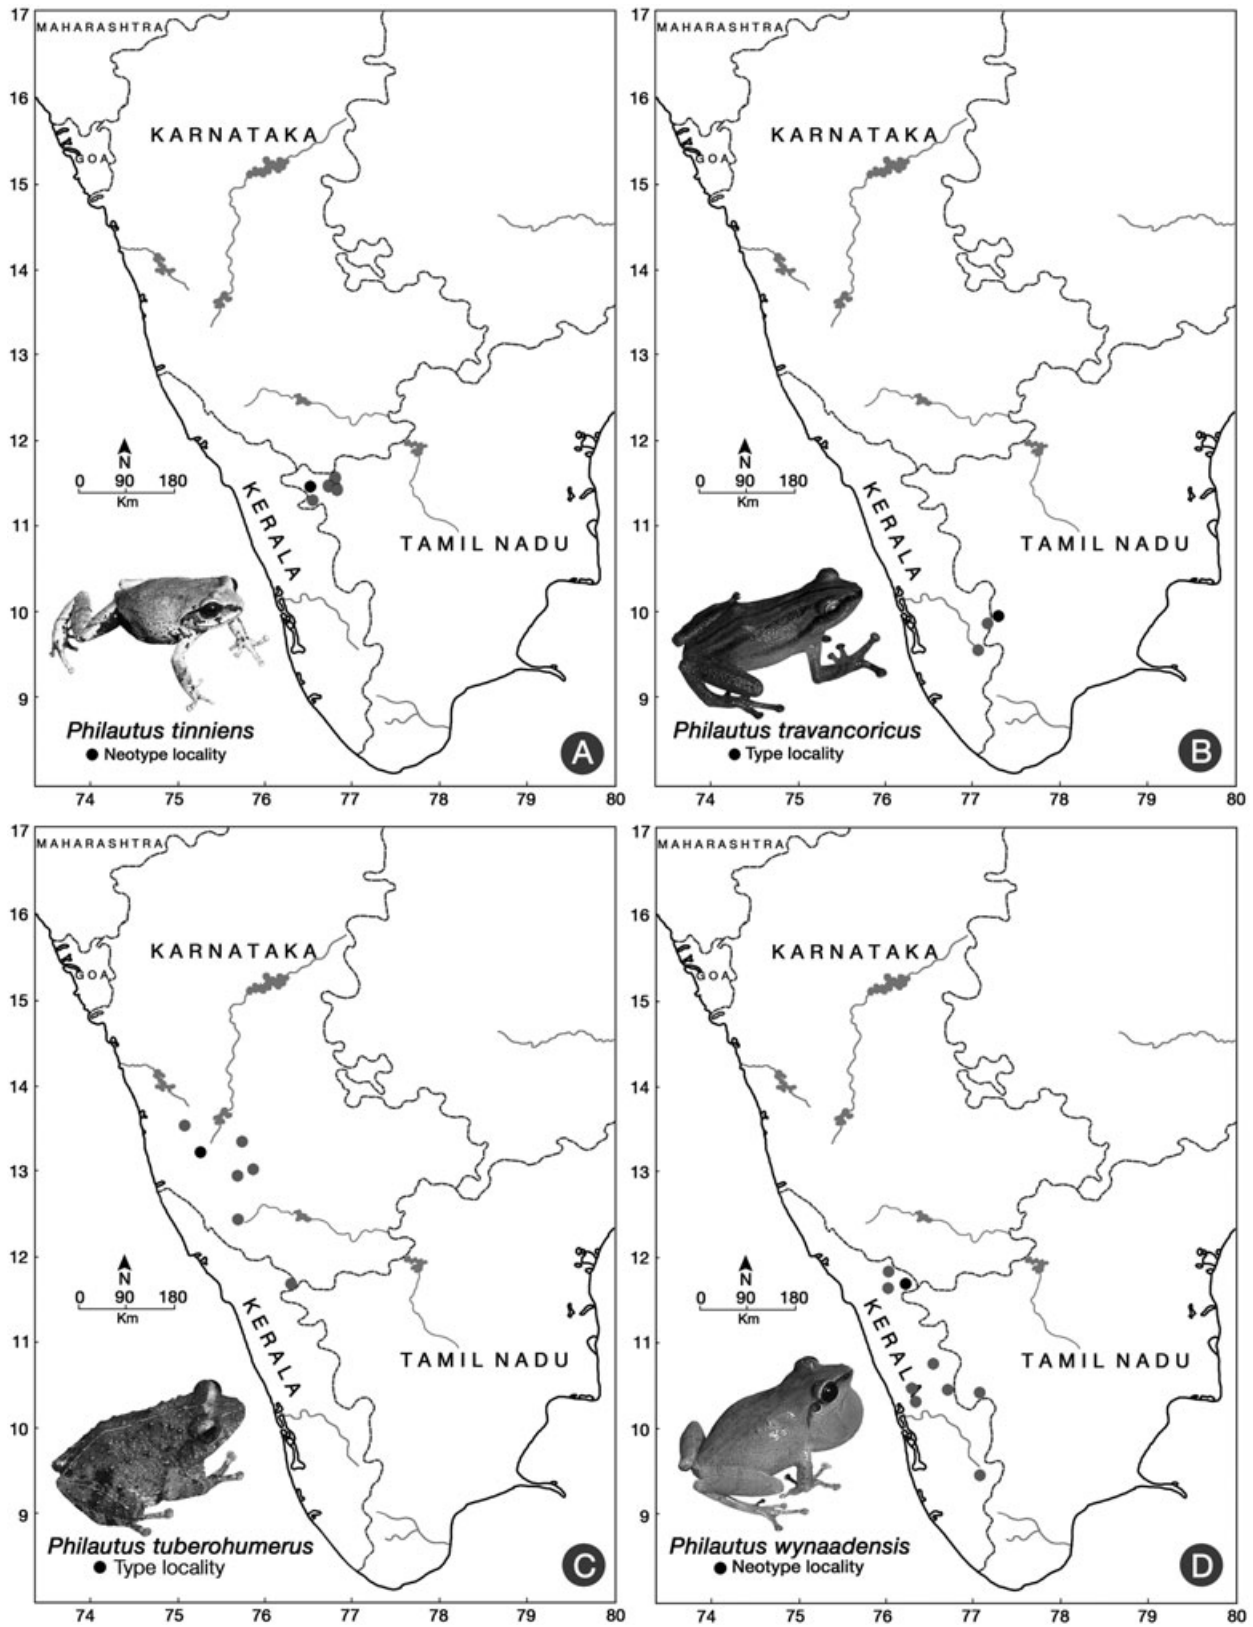 17
MAHARASHTRA
16
KARNATAKA
GOA
15
14
13
12
N
0 90 180
Km
KERALA
11
TAMIL NADU
10
9
Philautus tinniens
● Neotype locality
A
74 75 76 77 78 79 80
17
MAHARASHTRA
16
KARNATAKA
GOA
15
14
13
12
N
0 90 180
Km
KERALA
11
TAMIL NADU
10
9
Philautus travancoricus
● Type locality
B
74 75 76 77 78 79 80
17
MAHARASHTRA
16
KARNATAKA
GOA
15
14
13
12
N
0 90 180
Km
KERALA
11
TAMIL NADU
10
9
Philautus tuberohumerus
● Type locality
C
74 75 76 77 78 79 80
17
MAHARASHTRA
16
KARNATAKA
GOA
15
14
13
12
N
0 90 180
Km
KERALA
11
TAMIL NADU
10
9
Philautus wynaadensis
● Neotype locality
D
74 75 76 77 78 79 80